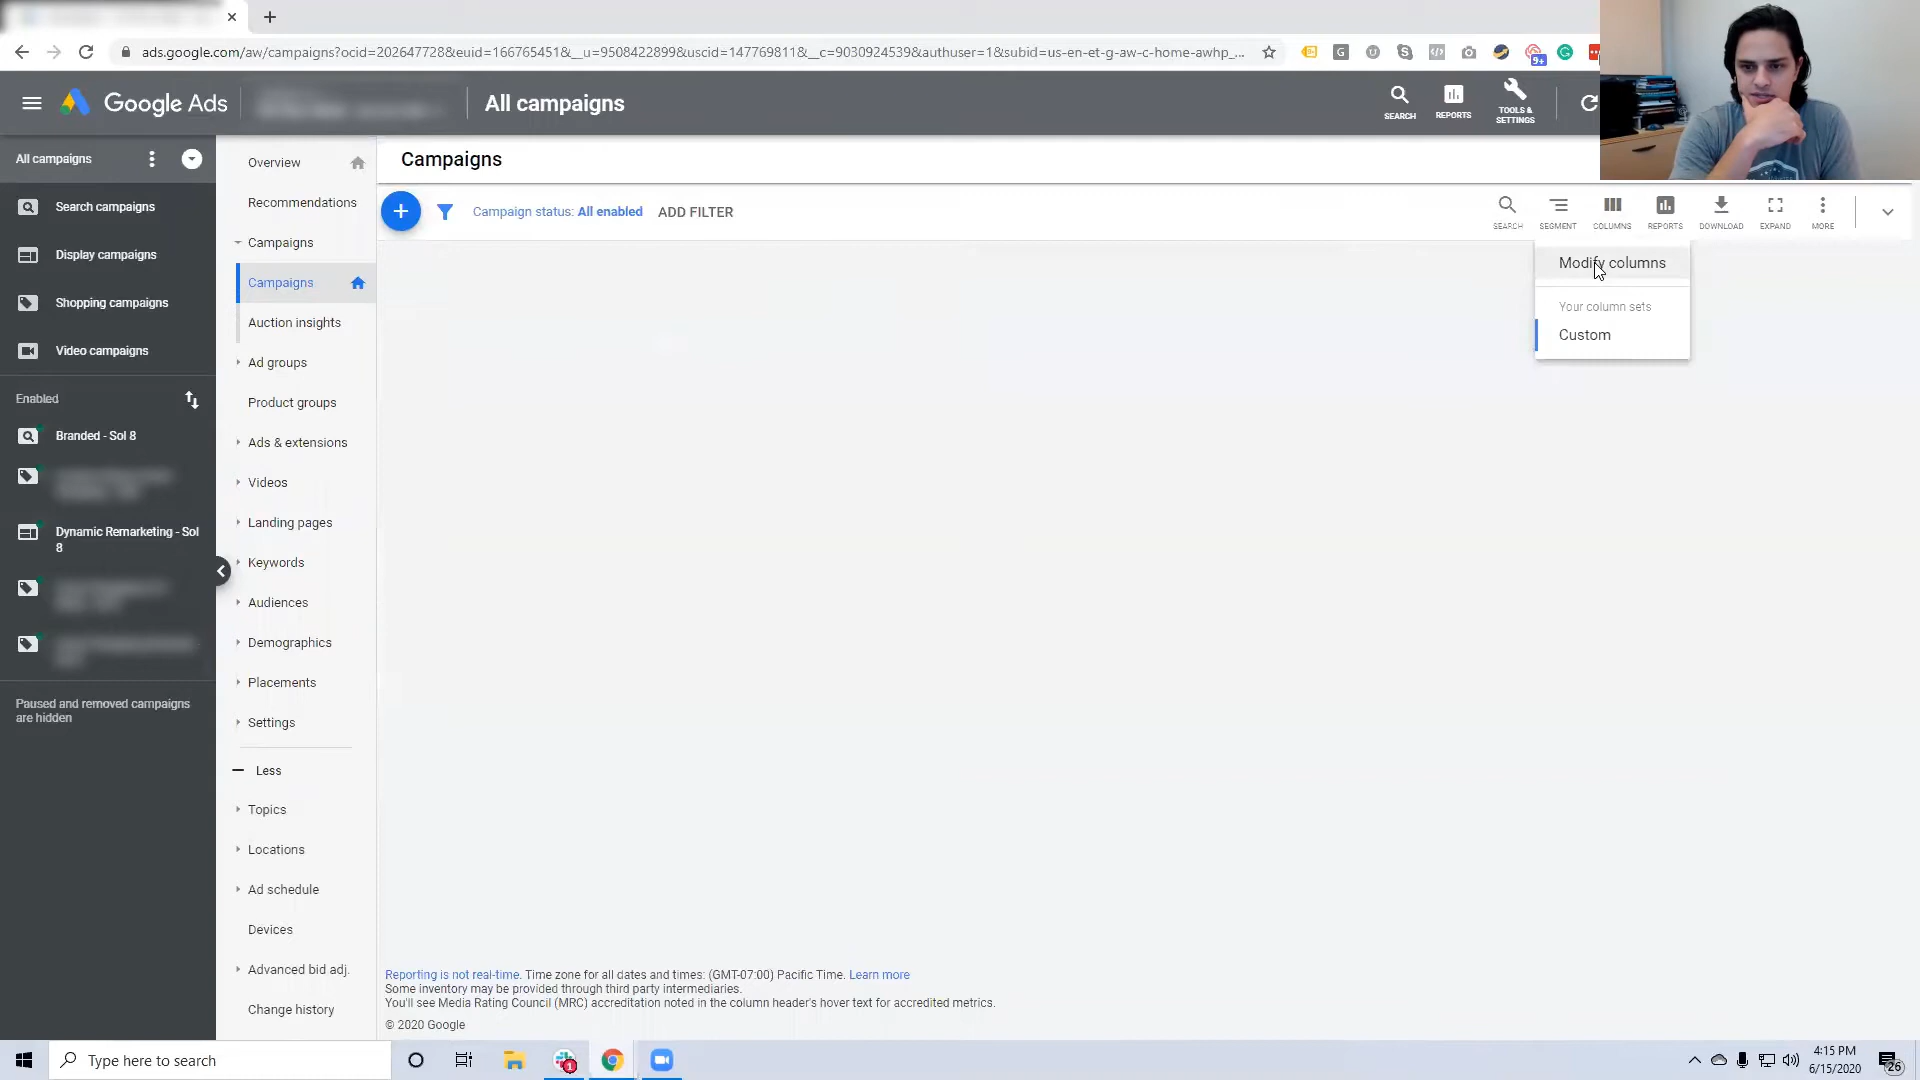 ads.google.com/aw/campaigns?ocid=202647728&euid=166765451&__u=9508422899&uscid=147769811&__c=9030924539&authuser=1&subid=us-en-et-g-aw-c-home-awhp_...
9+
Google Ads
All campaigns
SEARCH
REPORTS
TOOLS &
SETTINGS
All campaigns
Search campaigns
Display campaigns
Shopping campaigns
Video campaigns
Enabled
Branded - Sol 8
Dynamic Remarketing - Sol
8
Paused and removed campaigns
are hidden
Overview
Recommendations
Campaigns
Campaigns
Auction insights
Ad groups
Product groups
Ads & extensions
Videos
Landing pages
Keywords
Audiences
Demographics
Placements
Settings
Less
Topics
Locations
Ad schedule
Devices
Advanced bid adj.
Change history
Campaigns
Campaign status: All enabled
ADD FILTER
SEARCH
SEGMENT
COLUMNS
REPORTS
DOWNLOAD
EXPAND
MORE
Modify columns
Your column sets
Custom
Reporting is not real-time. Time zone for all dates and times: (GMT-07:00) Pacific Time. Learn more
Some inventory may be provided through third party intermediaries.
You'll see Media Rating Council (MRC) accreditation noted in the column header's hover text for accredited metrics.
© 2020 Google
Type here to search
1
4:15 PM
6/15/2020
26